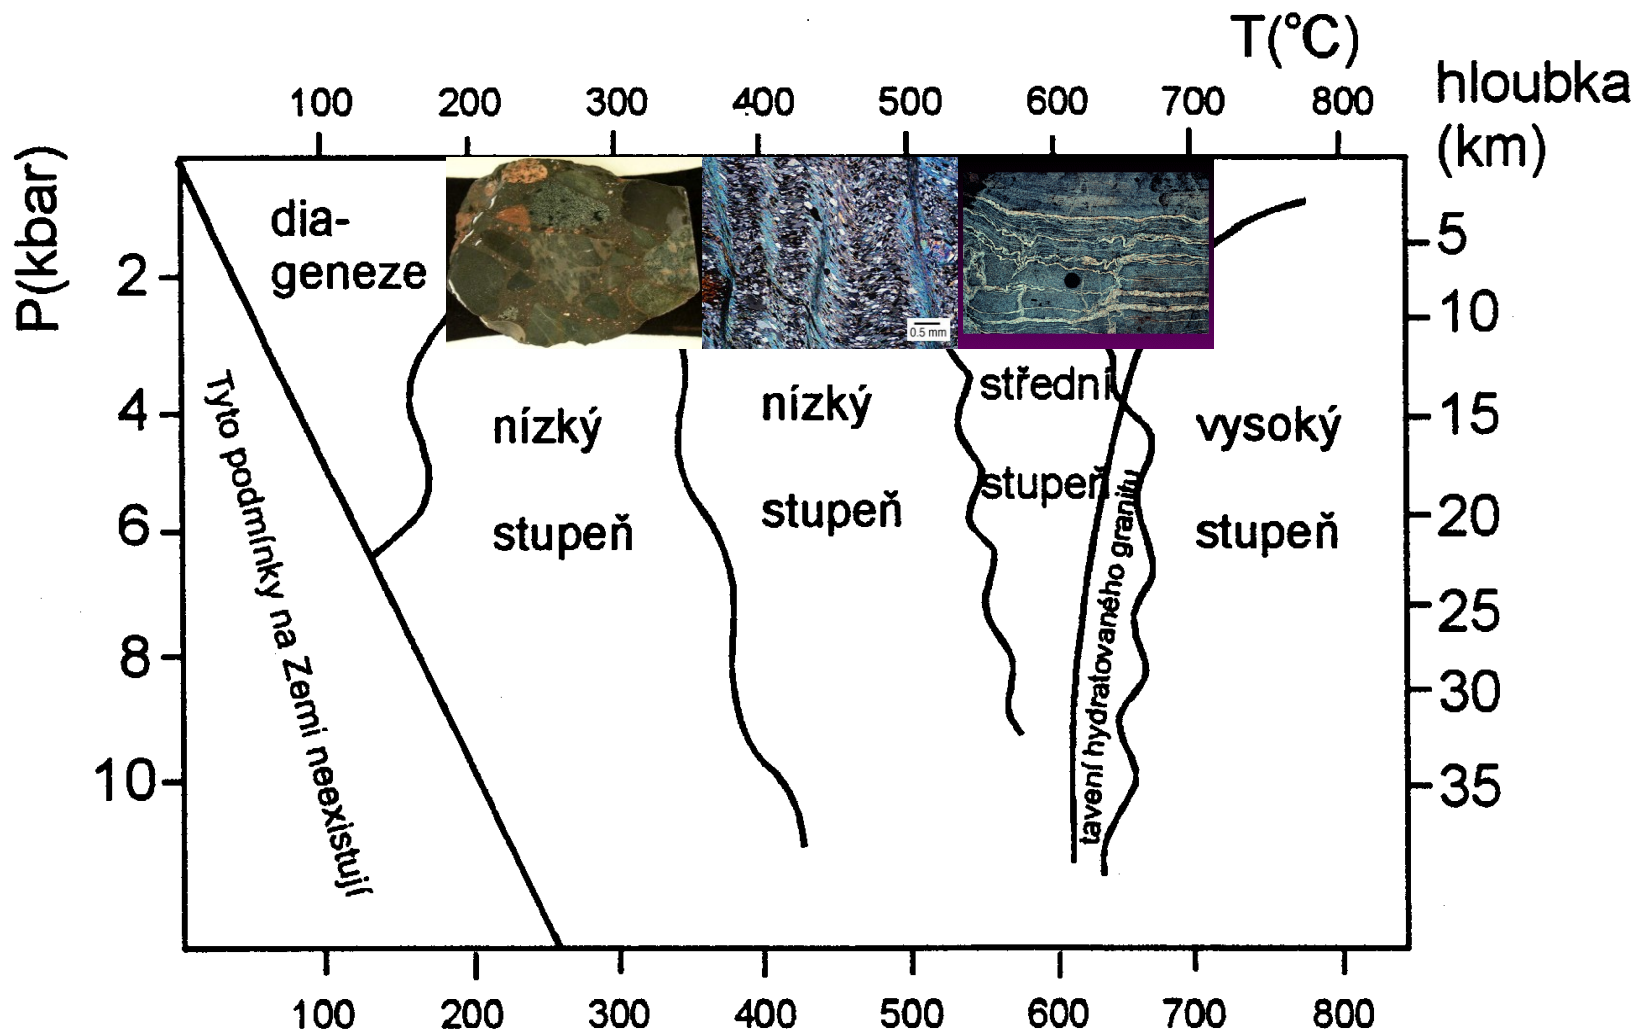 T(°C)
100 200 300 400 500 600 700 800
hloubka
(km)
P(kbar)
dia-
geneze
0.5 mm
2
4
6
8
10
5
10
15
20
25
30
35
Tyto podmínky na Zemi neexistují
nízký
stupeň
nízký
stupeň
střední
stupeň
tavení hydratovaného granitu
vysoký
stupeň
100 200 300 400 500 600 700 800